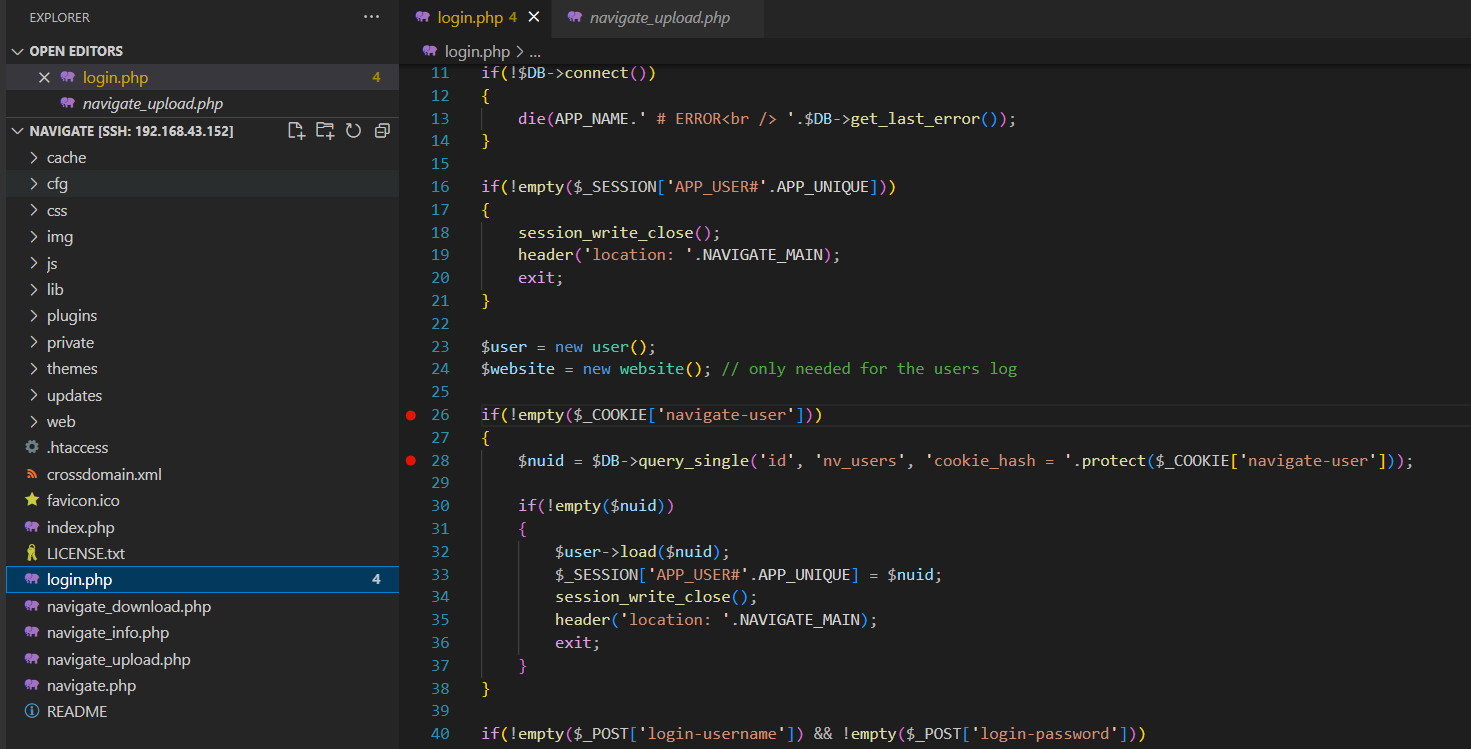 EXPLORER
...
OPEN EDITORS
login.php 4
navigate_upload.php
NAVIGATE [SSH: 192.168.43.152]
cache
cfg
css
img
js
lib
plugins
private
themes
updates
web
.htaccess
crossdomain.xml
favicon.ico
index.php
LICENSE.txt
login.php 4
navigate_download.php
navigate_info.php
navigate_upload.php
navigate.php
README
login.php 4 navigate_upload.php
login.php > ...
11 if(!$DB->connect())
12 {
13     die(APP_NAME.' # ERROR<br /> '.$DB->get_last_error());
14 }
15
16 if(!empty($_SESSION['APP_USER#'.APP_UNIQUE]))
17 {
18     session_write_close();
19     header('location: '.NAVIGATE_MAIN);
20     exit;
21 }
22
23 $user = new user();
24 $website = new website(); // only needed for the users log
25
26 if(!empty($_COOKIE['navigate-user']))
27 {
28     $nuid = $DB->query_single('id', 'nv_users', 'cookie_hash = '.protect($_COOKIE['navigate-user']));
29
30     if(!empty($nuid))
31     {
32         $user->load($nuid);
33         $_SESSION['APP_USER#'.APP_UNIQUE] = $nuid;
34         session_write_close();
35         header('location: '.NAVIGATE_MAIN);
36         exit;
37     }
38 }
39
40 if(!empty($_POST['login-username']) && !empty($_POST['login-password']))